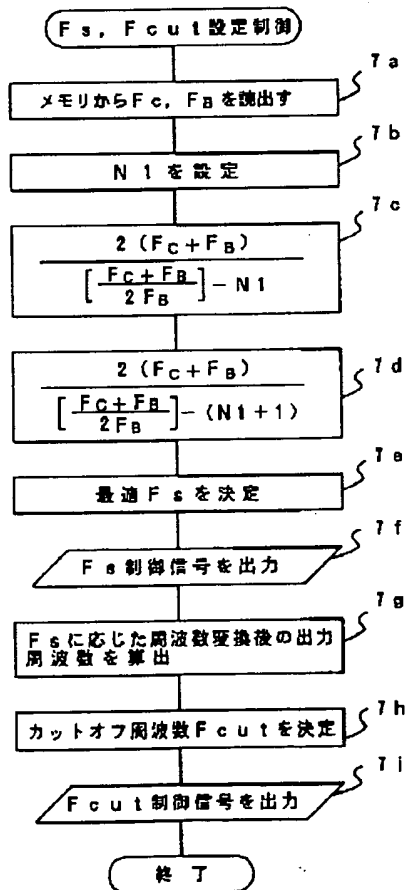 Fs, Fcut設定制御
7a
メモリからFc, FBを読出す
7b
N1を設定
7c
2(FC+FB)
[FC+FB
2FB]-N1
7d
2(FC+FB)
[FC+FB
2FB]-(N1+1)
7e
最適Fsを決定
7f
Fs制御信号を出力
7g
Fsに応じた周波数変換後の出力
周波数を算出
7h
カットオフ周波数Fcutを決定
7i
Fcut制御信号を出力
終了